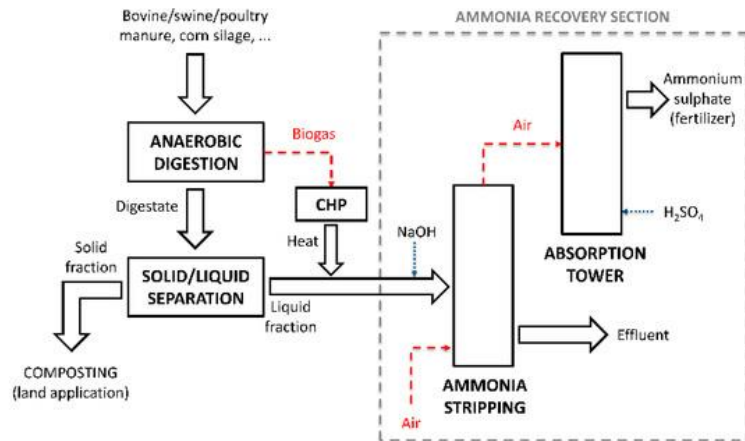 AMMONIA RECOVERY SECTION
Bovine/swine/poultry
manure, corn silage, ...
Ammonium
sulphate
(fertilizer)
Air
Biogas
ANAEROBIC
DIGESTION
CHP
Digestate
NaOH
H₂SO₄
Heat
ABSORPTION
TOWER
Solid
fraction
SOLID/LIQUID
SEPARATION
Liquid
fraction
Effluent
COMPOSTING
(land application)
AMMONIA
STRIPPING
Air